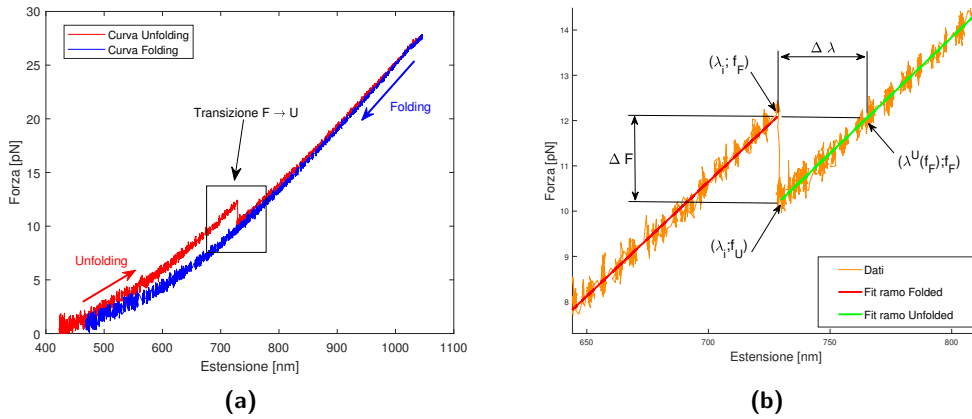 30
25
20
15
10
5
0
Forza [pN]
400 500 600 700 800 900 1000 1100
Estensione [nm]
Curva Unfolding
Curva Folding
Transizione F → U
Folding
Unfolding
(a)
14
13
12
11
10
9
8
Forza [pN]
650 700 750 800
Estensione [nm]
Δ λ
(λi; fF)
Δ F
(λU(fF);fF)
(λi;fU)
Dati
Fit ramo Folded
Fit ramo Unfolded
(b)